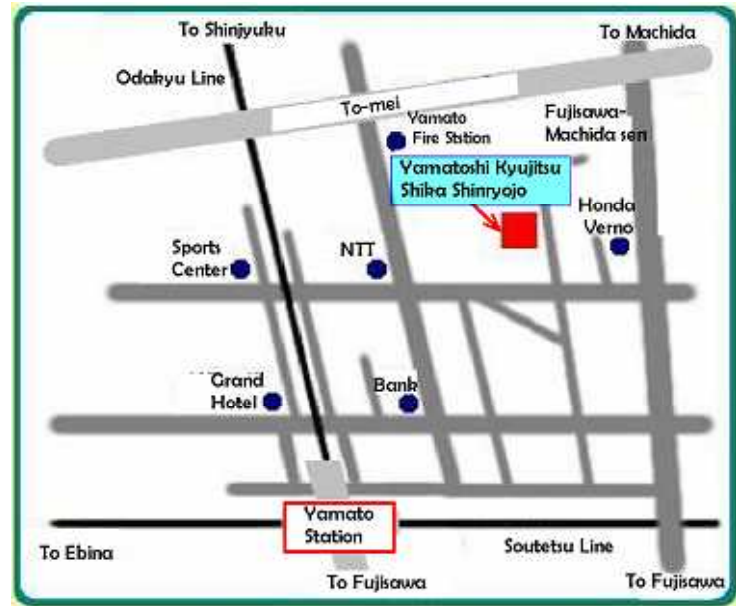 To Shinjyuku
To Machida
Odakyu Line
To-mei
Yamato
Fire Ststion
Fujisawa-
Machida sen
Yamatoshi Kyujitsu
Shika Shinryojo
Honda
Verno
Sports
Center
NTT
Grand
Hotel
Bank
Yamato
Station
To Ebina
Soutetsu Line
To Fujisawa
To Fujisawa